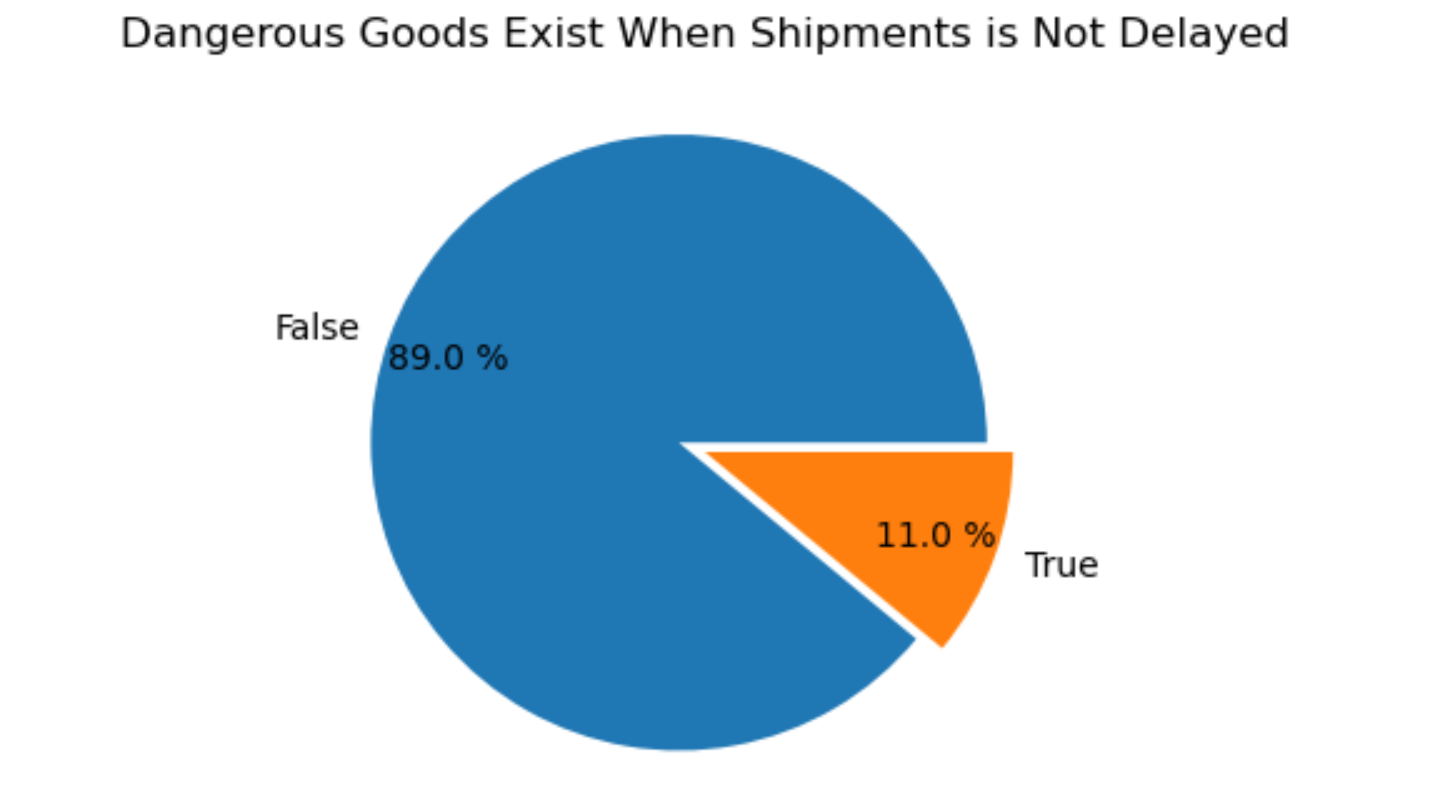 Dangerous Goods Exist When Shipments is Not Delayed
False
89.0 %
11.0 %
True